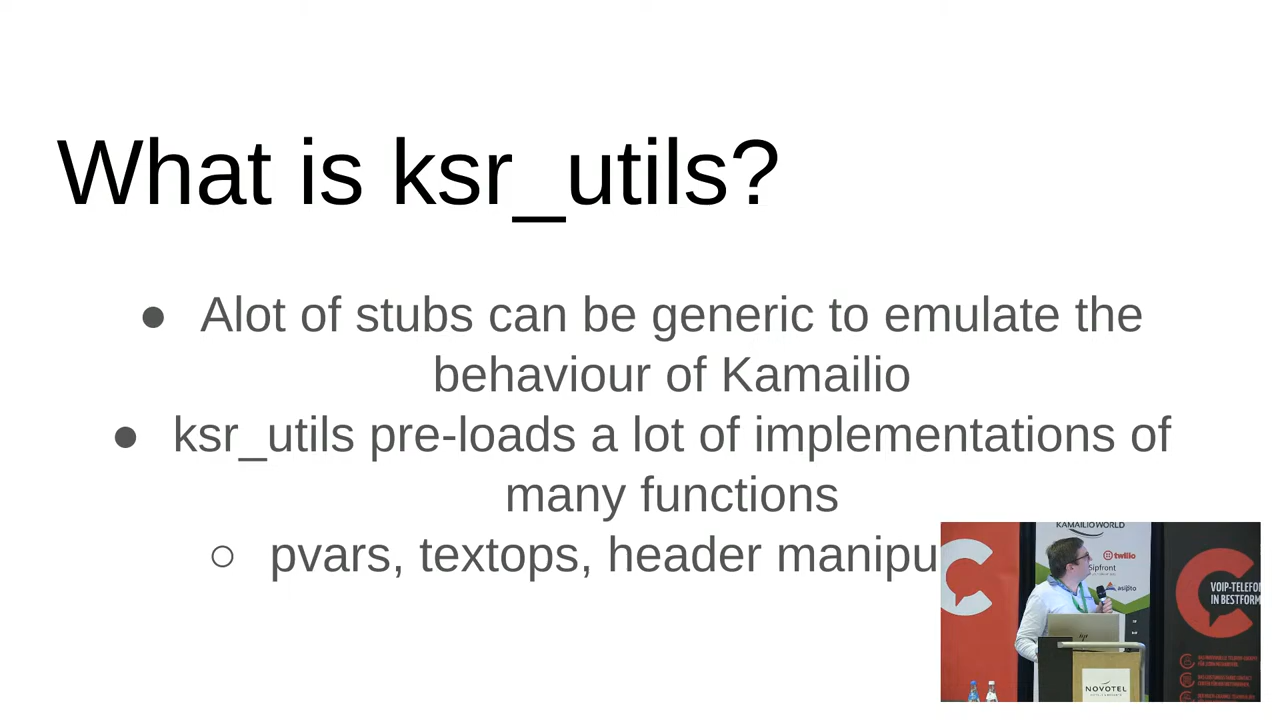 What is ksr_utils?
● Alot of stubs can be generic to emulate the
behaviour of Kamailio
● ksr_utils pre-loads a lot of implementations of
many functions
○ pvars, textops, header manipu
KAMAILIO WORLD
twilio
Sipfront
asipto
VOIP-TELEFO
IN BESTFORM
NOVOTEL